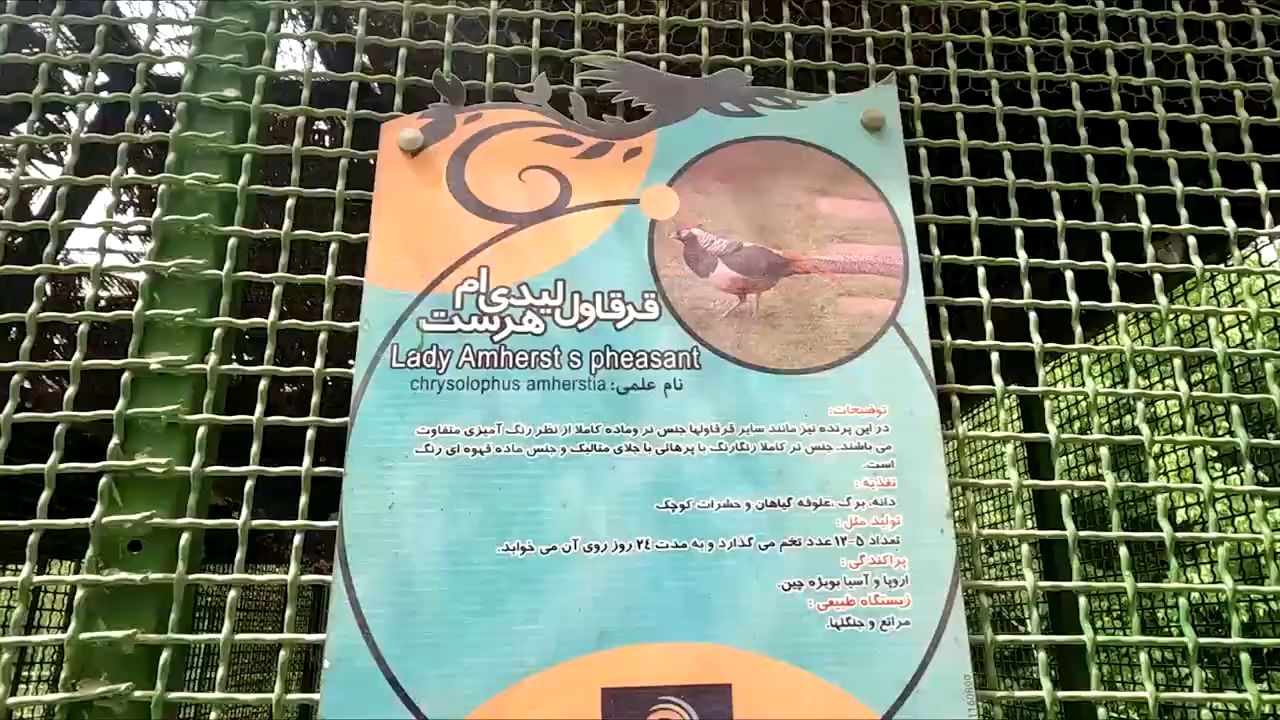 قرقاول لیدی ام
هرست
Lady Amherst s pheasant
نام علمی: chrysolophus amherstia
توضیحات:
در این پرنده نیز مانند سایر قرقاولها جنس نر وماده کاملا از نظر رنگ آمیزی متفاوت
می باشند. جنس نر کاملا رنگارنگ با پرهائی با جلای متالیک و جنس ماده قهوه ای رنگ
است.
تغذیه :
دانه، برگ ،علوفه گیاهان و حشرات کوچک
تولید مثل :
تعداد ۵-۱۲ عدد تخم می گذارد و به مدت ۲٤ روز روی آن می خوابد.
پراکندگی :
اروپا و آسیا بویژه چین.
زیستگاه طبیعی :
مراتع و جنگلها.